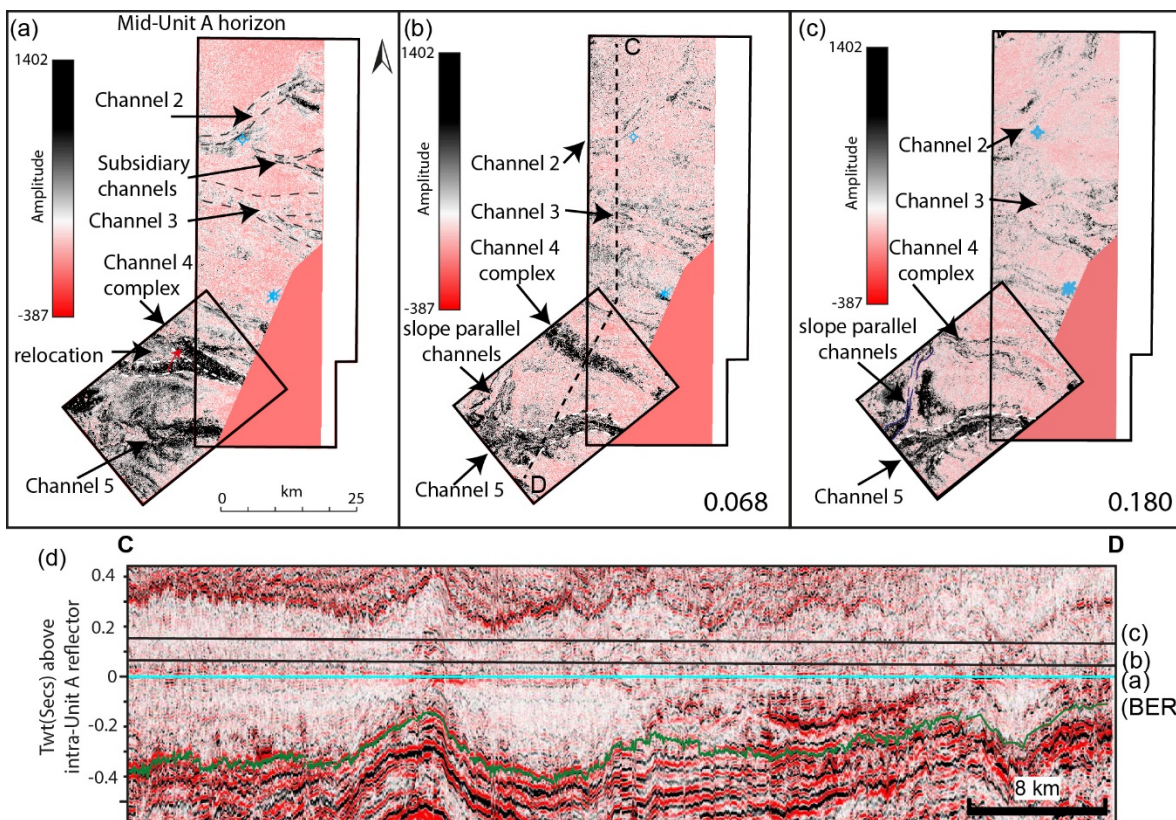 (a)
Mid-Unit A horizon
1402
Amplitude
-387
Channel 2
Subsidiary
channels
Channel 3
Channel 4
complex
relocation
Channel 5
km
0
25
(b)
1402
Amplitude
-387
C
Channel 2
Channel 3
Channel 4
complex
slope parallel
channels
Channel 5
D
0.068
(c)
1402
Amplitude
-387
Channel 2
Channel 3
Channel 4
complex
slope parallel
channels
Channel 5
0.180
(d)
C
D
Twt(Secs) above
intra-Unit A reflector
0.4
0.2
0
-0.2
-0.4
(c)
(b)
(a)
(BER
8 km